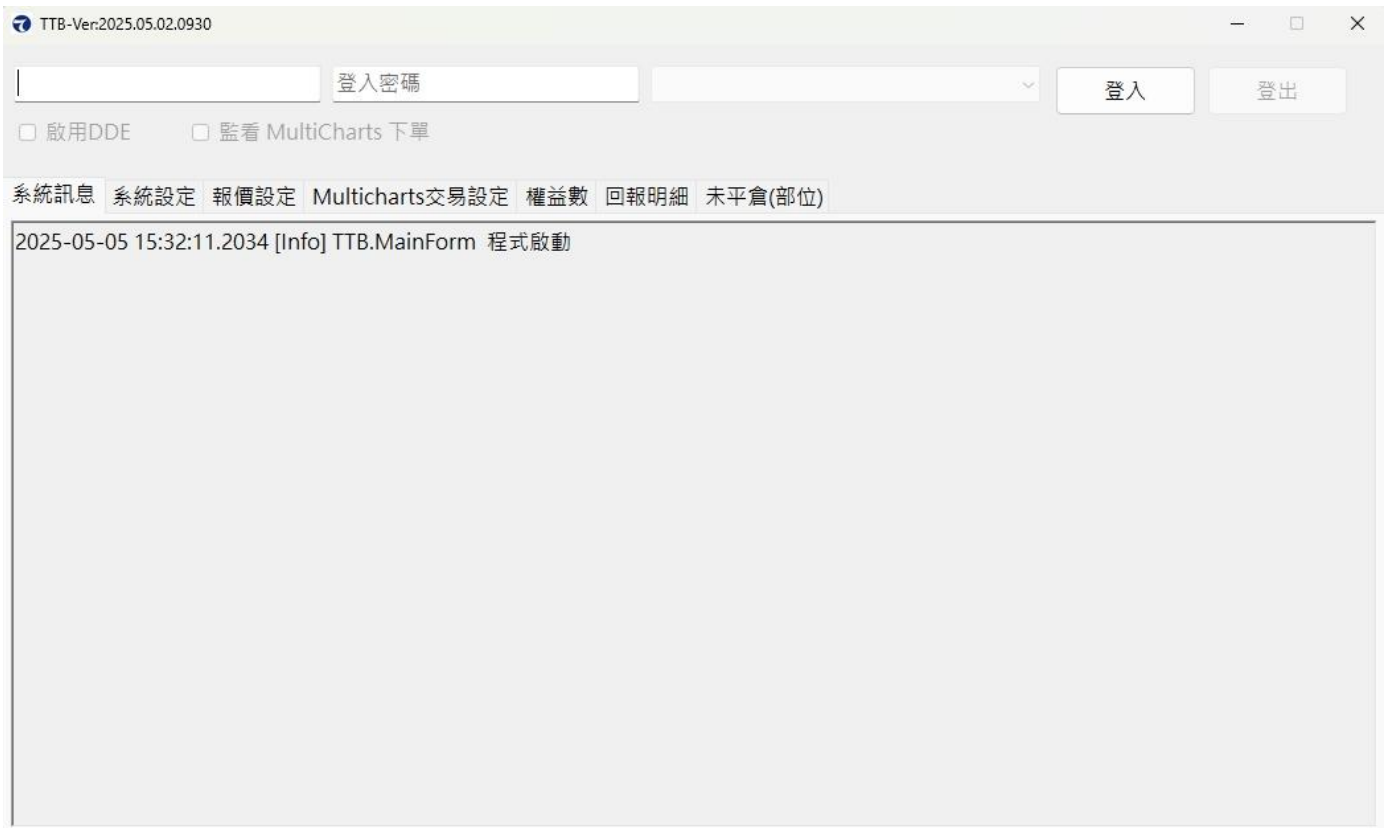 TTB-Ver:2025.05.02.0930
登入密碼 登入 登出
啟用DDE 監看 MultiCharts 下單
系統訊息 系統設定 報價設定 Multicharts交易設定 權益數 回報明細 未平倉(部位)
2025-05-05 15:32:11.2034 [Info] TTB.MainForm 程式啟動